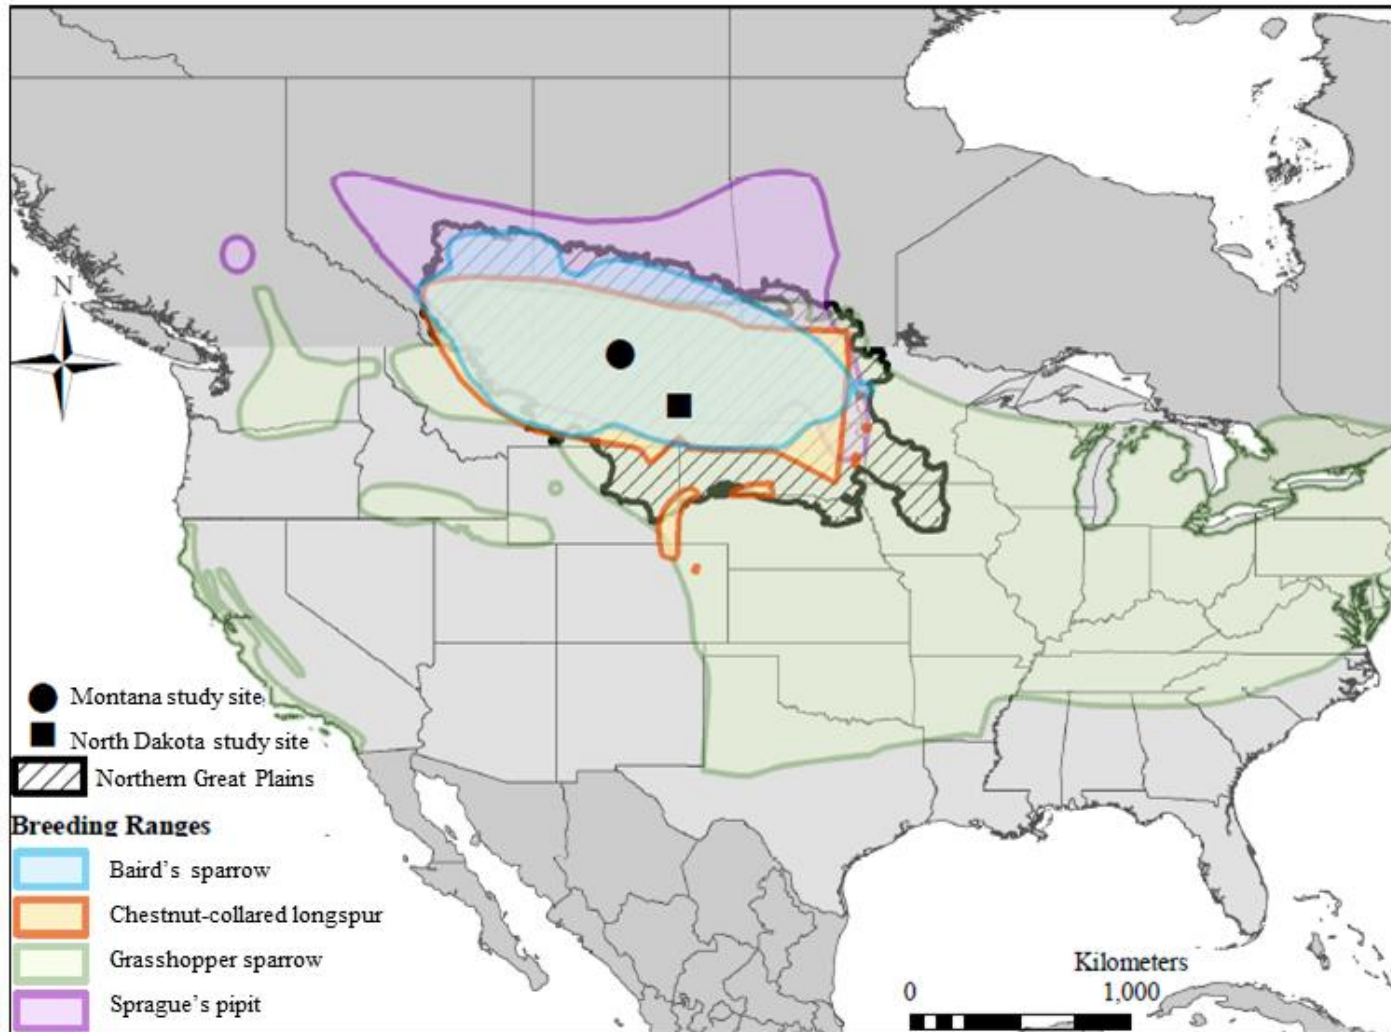 N
Montana study site
North Dakota study site
Northern Great Plains
Breeding Ranges
Baird's sparrow
Chestnut-collared longspur
Grasshopper sparrow
Sprague's pipit
Kilometers
0 1,000